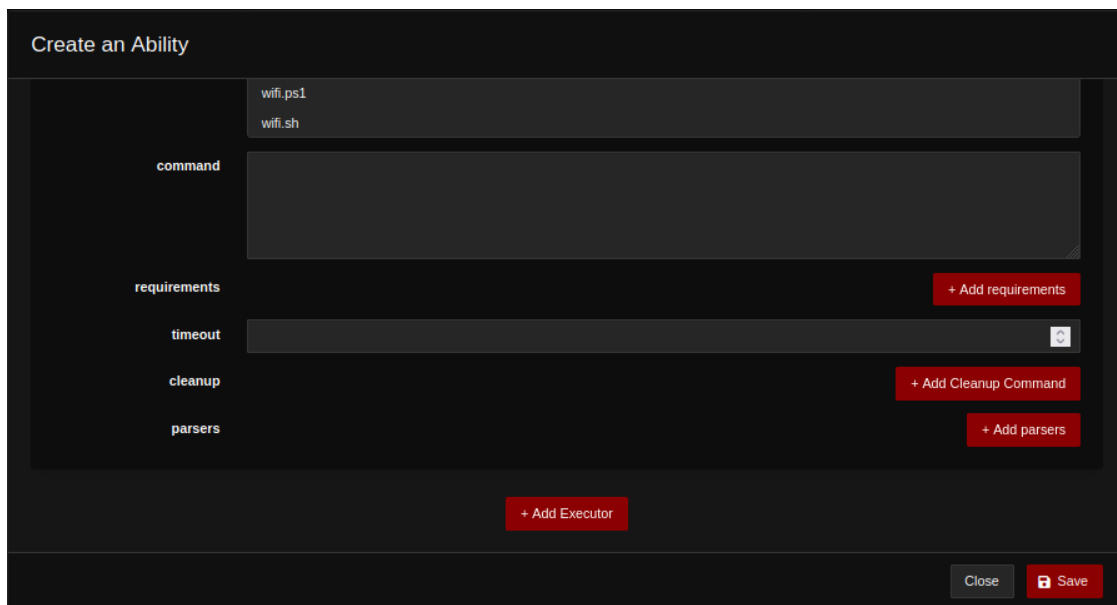 Create an Ability
wifi.ps1
wifi.sh
command
requirements
+ Add requirements
timeout
cleanup
+ Add Cleanup Command
parsers
+ Add parsers
+ Add Executor
Close
Save